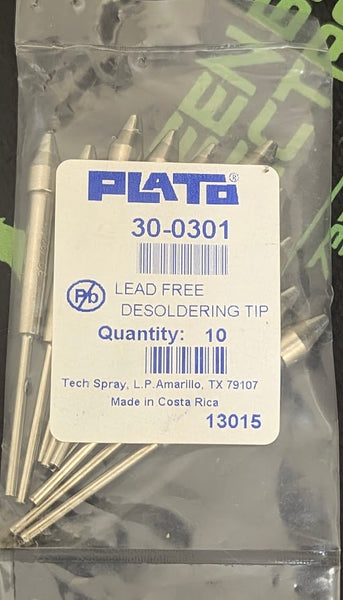 PLATO®
30-0301
Pb
LEAD FREE
DESOLDERING TIP
Quantity: 10
Tech Spray, L.P. Amarillo, TX 79107
Made in Costa Rica
13015